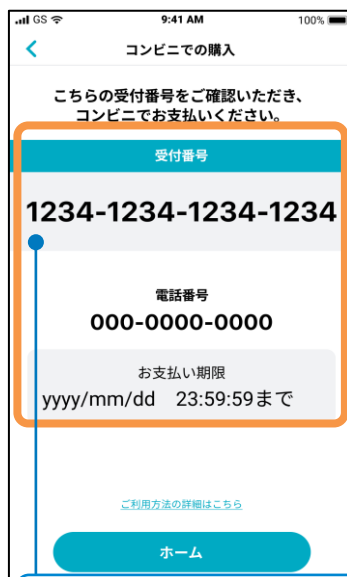 GS 9:41 AM 100%
コンビニでの購入
こちらの受付番号をご確認いただき、
コンビニでお支払いください。
受付番号
1234-1234-1234-1234
電話番号
000-0000-0000
お支払い期限
yyyy/mm/dd　23:59:59まで
ご利用方法の詳細はこちら
ホーム